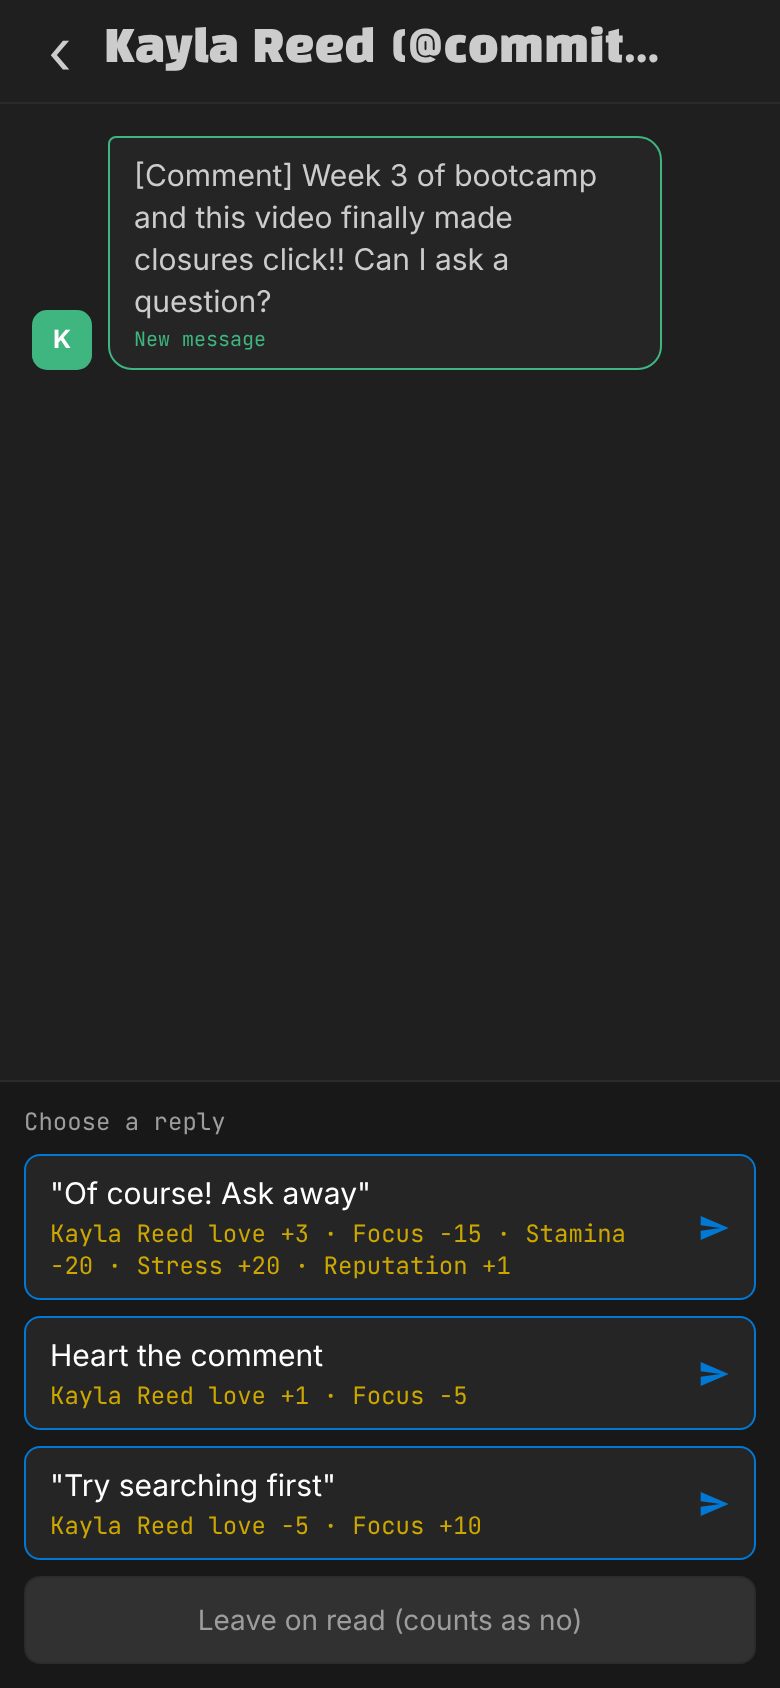 Kayla Reed (@commit...
[Comment] Week 3 of bootcamp
and this video finally made
closures click!! Can I ask a
question?
New message
K
Choose a reply
"Of course! Ask away"
Kayla Reed love +3 · Focus -15 · Stamina
-20 · Stress +20 · Reputation +1
Heart the comment
Kayla Reed love +1 · Focus -5
"Try searching first"
Kayla Reed love -5 · Focus +10
Leave on read (counts as no)